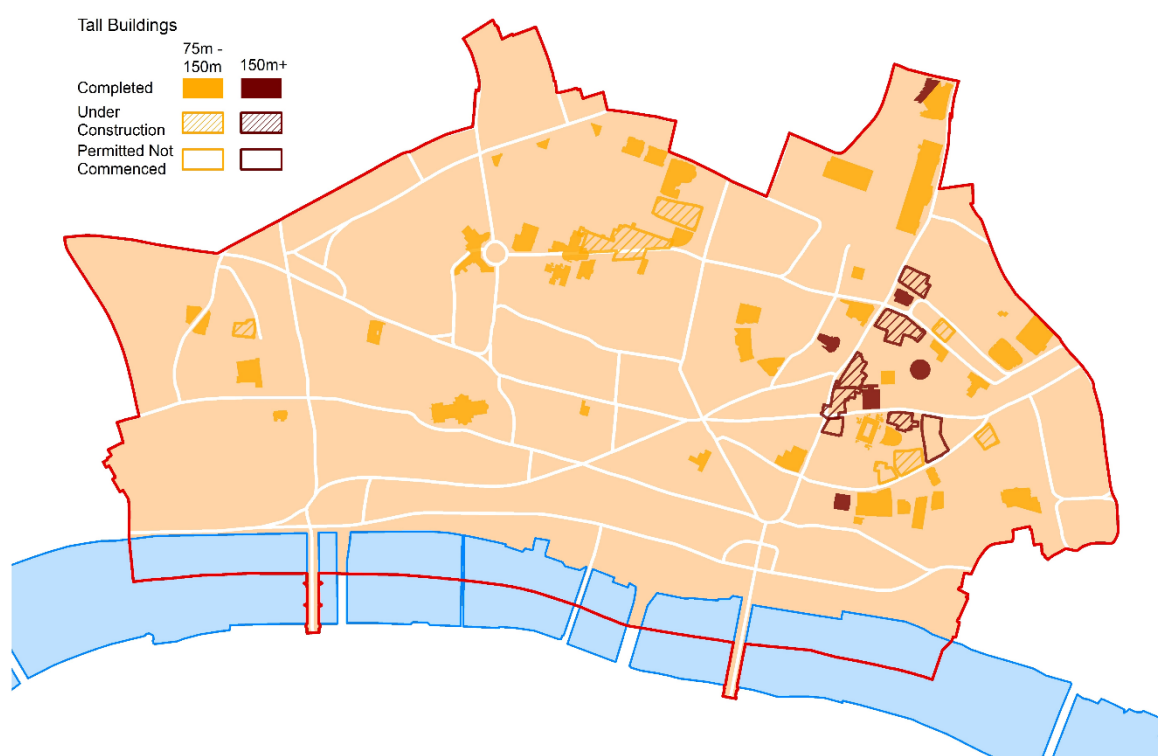 Tall Buildings
75m -
150m
150m+
Completed
Under
Construction
Permitted Not
Commenced